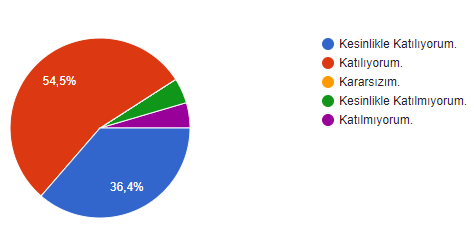 54,5%
36,4%
Kesinlikle Katılıyorum.
Katılıyorum.
Kararsızım.
Kesinlikle Katılmıyorum.
Katılmıyorum.